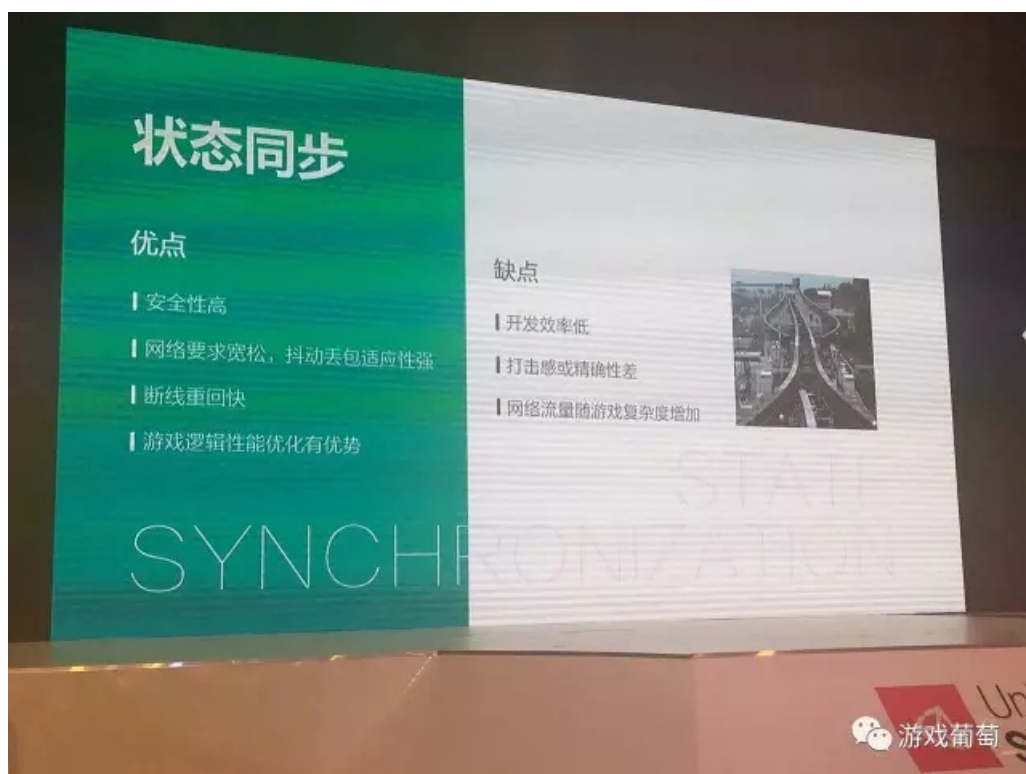 状态同步
优点
安全性高
网络要求宽松，抖动丢包适应性强
断线重回快
游戏逻辑性能优化有优势
缺点
开发效率低
打击感或精确性差
网络流量随游戏复杂度增加
STATE
SYNCHRONIZATION
游戏葡萄